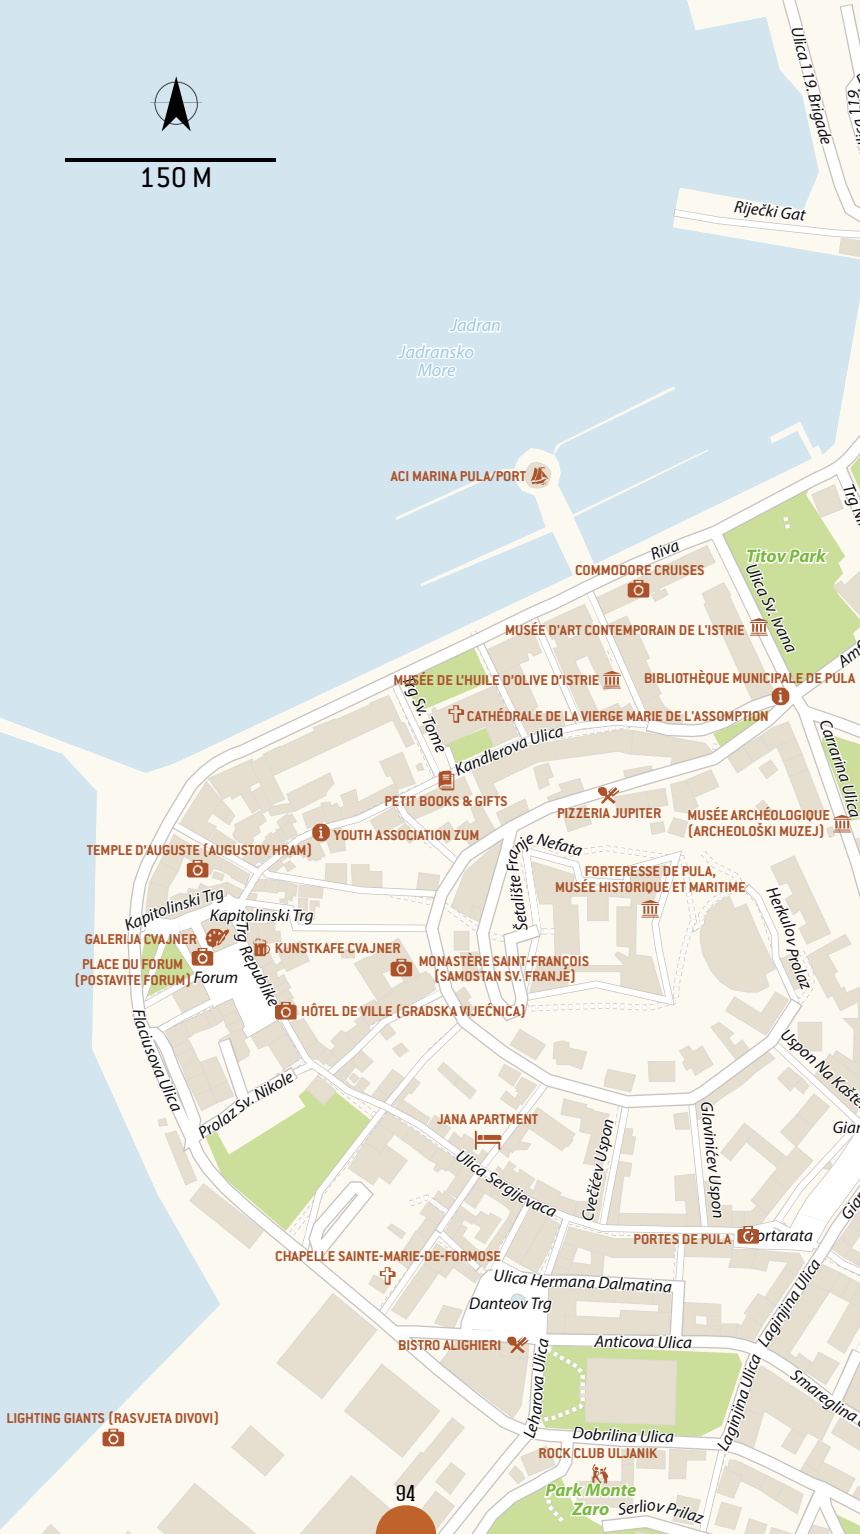 Ulica 119. Brigade
150 M
Riječki Gat
Jadran
Jadransko
More
ACI MARINA PULA/PORT
Riva
Titov Park
COMMODORE CRUISES
Ulica Sv. Ivana
MUSÉE D'ART CONTEMPORAIN DE L'ISTRIE
MUSÉE DE L'HUILE D'OLIVE D'ISTRIE
BIBLIOTHÈQUE MUNICIPALE DE PULA
Trg Sv. Tome
CATHÉDRALE DE LA VIERGE MARIE DE L'ASSOMPTION
Kandlerova Ulica
Carrarina Ulica
PETIT BOOKS & GIFTS
PIZZERIA JUPITER
MUSÉE ARCHÉOLOGIQUE
(ARCHEOLOŠKI MUZEJ)
YOUTH ASSOCIATION ZUM
TEMPLE D'AUGUSTE (AUGUSTOV HRAM)
Šetalište Franje Nefata
FORTERESSE DE PULA,
MUSÉE HISTORIQUE ET MARITIME
Kapitolinski Trg
Kapitolinski Trg
Herkulov Prolaz
GALERIJA CVAJNER
Trg Republike
KUNSTKAFE CVAJNER
PLACE DU FORUM
(POSTAVITE FORUM)
Forum
MONASTÈRE SAINT-FRANÇOIS
(SAMOSTAN SV. FRANJE)
HÔTEL DE VILLE (GRADSKA VIJEĆNICA)
Flaciusova Ulica
Uspon Na Kašte
Prolaz Sv. Nikole
JANA APARTMENT
Glavinićev Uspon
Cvečićev Uspon
Gian
Ulica Sergijevaca
PORTES DE PULA
ortarata
CHAPELLE SAINTE-MARIE-DE-FORMOSE
Ulica Hermana Dalmatina
Laginjina Ulica
Danteov Trg
BISTRO ALIGHIERI
Anticova Ulica
Leharova Ulica
Laginjina Ulica
Smareglina
LIGHTING GIANTS (RASVJETA DIVOVI)
Dobrilina Ulica
ROCK CLUB ULJANIK
Park Monte
Zaro
Serliov Prilaz
94